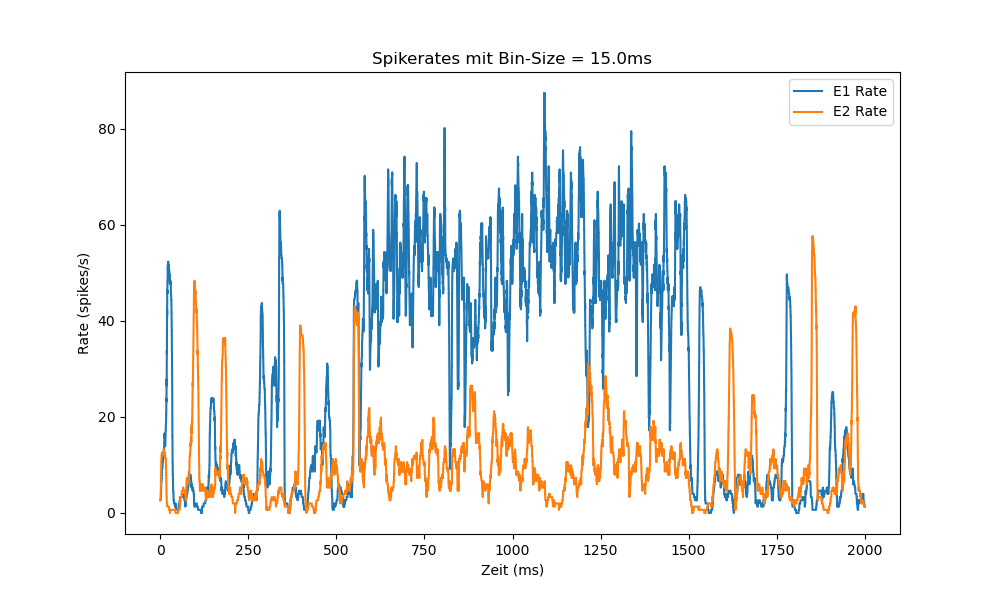 Spikerates mit Bin-Size = 15.0ms
E1 Rate
E2 Rate
80
60
40
20
0
Rate (spikes/s)
0 250 500 750 1000 1250 1500 1750 2000
Zeit (ms)